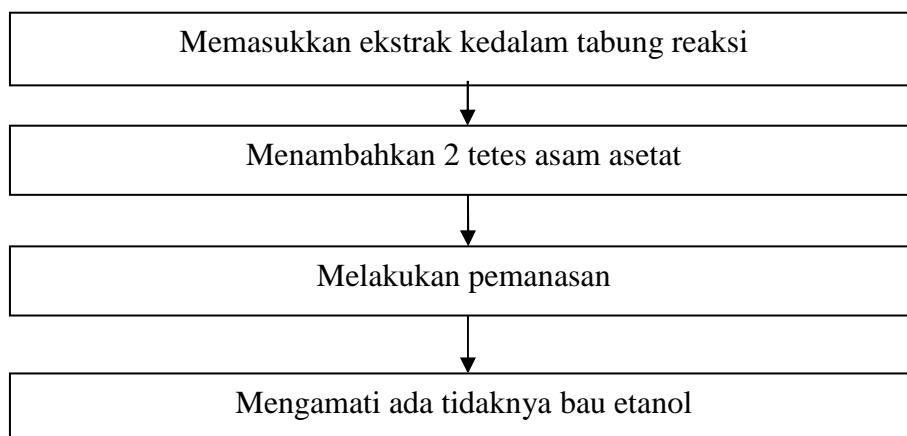 Memasukkan ekstrak kedalam tabung reaksi
Menambahkan 2 tetes asam asetat
Melakukan pemanasan
Mengamati ada tidaknya bau etanol